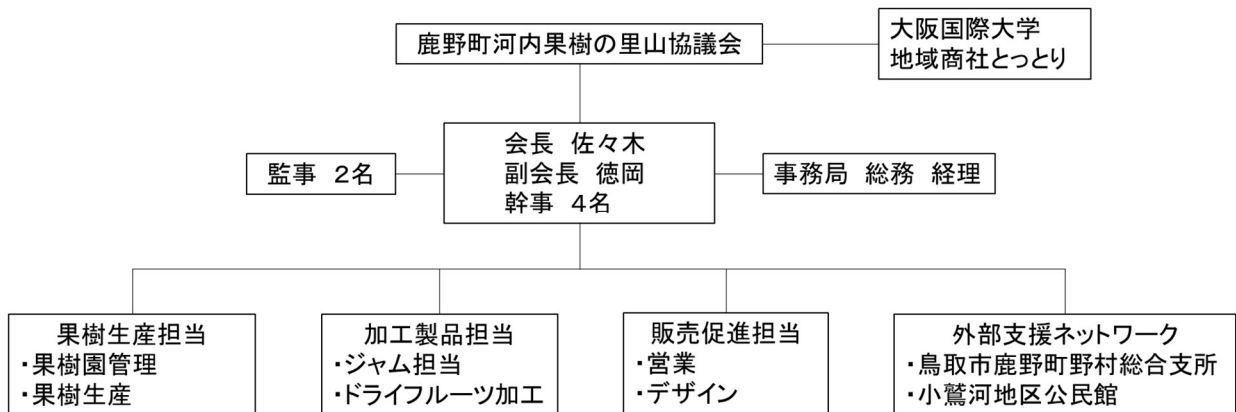 鹿野町河内果樹の里山協議会
大阪国際大学
地域商社とっとり
会長 佐々木
副会長 徳岡
幹事 4名
監事 2名
事務局 総務 経理
果樹生産担当
・果樹園管理
・果樹生産
加工製品担当
・ジャム担当
・ドライフルーツ加工
販売促進担当
・営業
・デザイン
外部支援ネットワーク
・鳥取市鹿野町野村総合支所
・小鷲河地区公民館